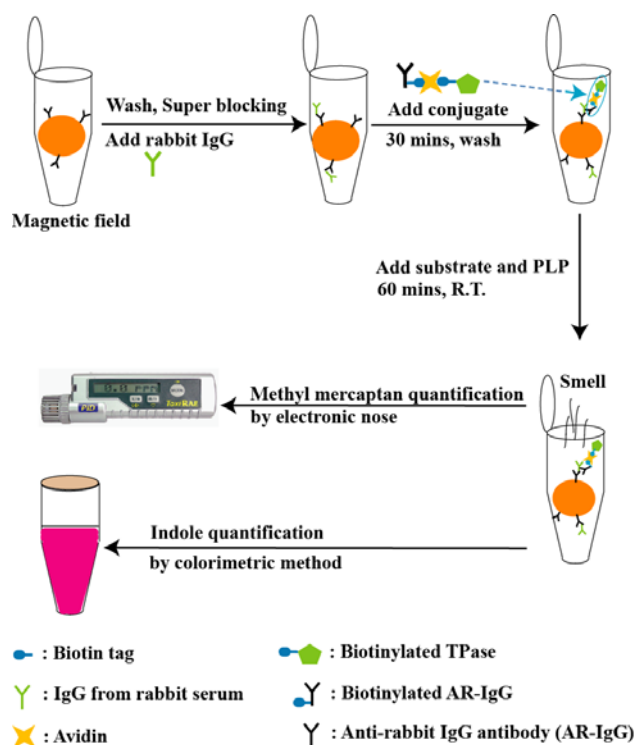 Wash, Super blocking
Add rabbit IgG
Add conjugate
30 mins, wash
Magnetic field
Add substrate and PLP
60 mins, R.T.
Methyl mercaptan quantification
by electronic nose
Smell
PID
RAE
Indole quantification
by colorimetric method
: Biotin tag
: Biotinylated TPase
: IgG from rabbit serum
: Biotinylated AR-IgG
: Avidin
: Anti-rabbit IgG antibody (AR-IgG)